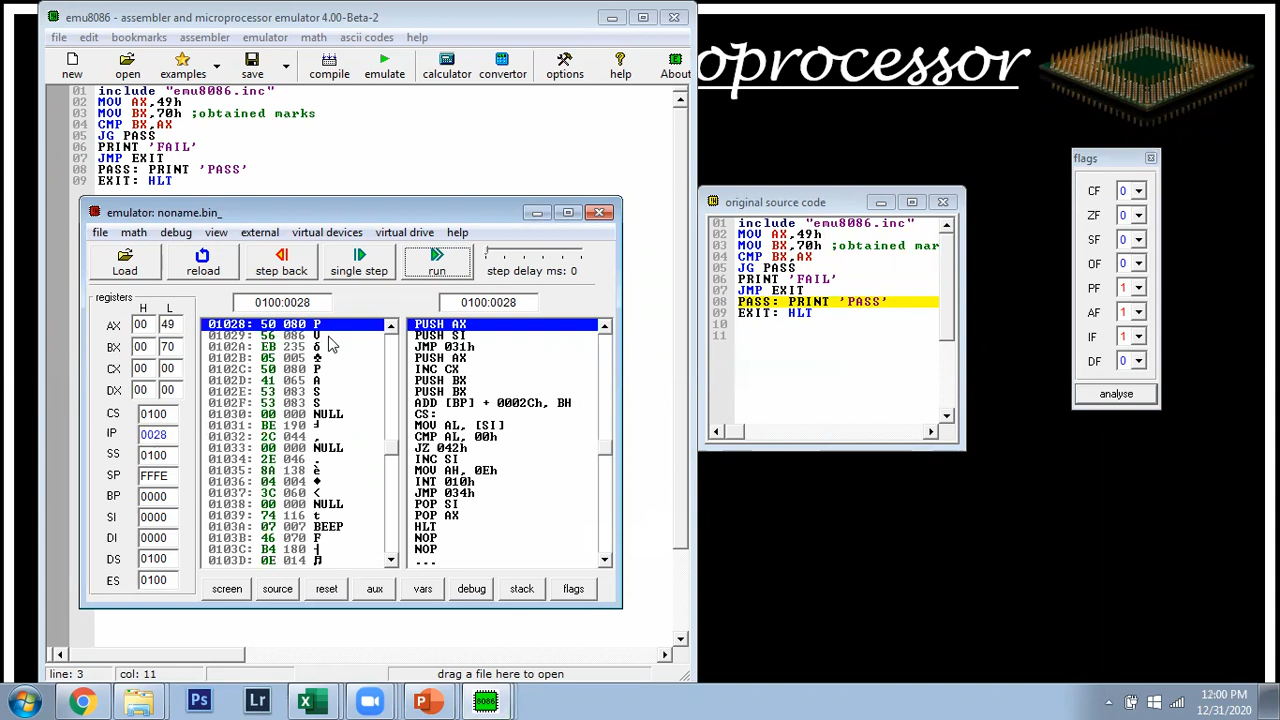 emu8086 - assembler and microprocessor emulator 4.00-Beta-2
file edit bookmarks assembler emulator math ascii codes help
new open examples save compile emulate calculator convertor options help About
oprocessor
01 include "emu8086.inc"
02 MOV AX,49h
03 MOV BX,70h ;obtained marks
04 CMP BX,AX
05 JG PASS
06 PRINT 'FAIL'
07 JMP EXIT
08 PASS: PRINT 'PASS'
09 EXIT: HLT
emulator: noname.bin_
file math debug view external virtual devices virtual drive help
Load reload step back single step run step delay ms: 0
registers
H L
AX 00 49
BX 00 70
CX 00 00
DX 00 00
CS 0100
IP 0028
SS 0100
SP FFFE
BP 0000
SI 0000
DI 0000
DS 0100
ES 0100
0100:0028 0100:0028
01028: 50 080 P
01029: 56 086 V
0102A: EB 235 δ
0102B: 05 005 ♣
0102C: 50 080 P
0102D: 41 065 A
0102E: 53 083 S
0102F: 53 083 S
01030: 00 000 NULL
01031: BE 190 ╛
01032: 2C 044 ,
01033: 00 000 NULL
01034: 2E 046 .
01035: 8A 138 è
01036: 04 004 ♦
01037: 3C 060 <
01038: 00 000 NULL
01039: 74 116 t
0103A: 07 007 BEEP
0103B: 46 070 F
0103C: B4 180 ┤
0103D: 0E 014 ♫
PUSH AX
PUSH SI
JMP 031h
PUSH AX
INC CX
PUSH BX
PUSH BX
ADD [BP] + 0002Ch, BH
CS:
MOV AL, [SI]
CMP AL, 00h
JZ 042h
INC SI
MOV AH, 0Eh
INT 010h
JMP 034h
POP SI
POP AX
HLT
NOP
NOP
...
screen source reset aux vars debug stack flags
line: 3 col: 11 drag a file here to open
original source code
01 include "emu8086.inc"
02 MOV AX,49h
03 MOV BX,70h ;obtained mar
04 CMP BX,AX
05 JG PASS
06 PRINT 'FAIL'
07 JMP EXIT
08 PASS: PRINT 'PASS'
09 EXIT: HLT
10
11
flags
CF 0
ZF 0
SF 0
OF 0
PF 1
AF 1
IF 1
DF 0
analyse
Ps Lr 8086
12:00 PM
12/31/2020